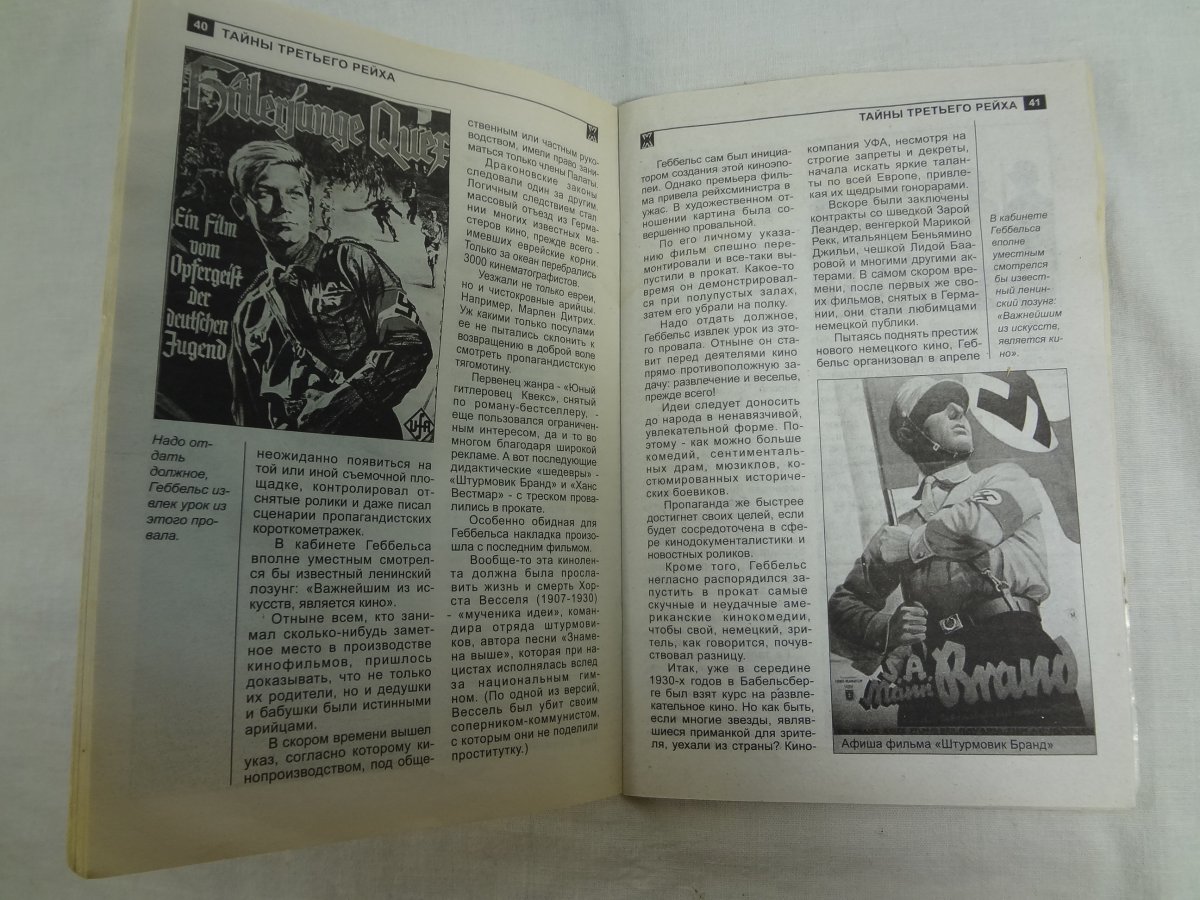 40
ТАЙНЫ ТРЕТЬЕГО РЕЙХА
Hitlerjunge Quex
Ein Film
vom
Opfergeist
der
deutschen
Jugend
Ufa
Надо от-
дать
должное,
Геббельс из-
влек урок из
этого про-
вала.
неожиданно появиться на
той или иной съемочной пло-
щадке, контролировал от-
снятые ролики и даже писал
сценарии пропагандистских
короткометражек.
В кабинете Геббельса
вполне уместным смотрел-
ся бы известный ленинский
лозунг: «Важнейшим из ис-
кусств, является кино».
Отныне всем, кто зани-
мал сколько-нибудь замет-
ное место в производстве
кинофильмов, пришлось
доказывать, что не только
их родители, но и дедушки
и бабушки были истинными
арийцами.
В скором времени вышел
указ, согласно которому ки-
нопроизводством, под обще-
ственным или частным руко-
водством, имели право зани-
маться только члены Палаты.
Драконовские законы
следовали один за другим.
Логичным следствием стал
массовый отъезд из Герма-
нии многих известных ма-
стеров кино, прежде всего -
имевших еврейские корни.
Только за океан перебрались
3000 кинематографистов.
Уезжали не только евреи,
но и чистокровные арийцы.
Например, Марлен Дитрих.
Уж какими только посулами
ее не пытались склонить к
возвращению в доброй воле
смотреть пропагандистскую
тягомотину.
Первенец жанра - «Юный
гитлеровец Квекс», снятый
по роману-бестселлеру, -
еще пользовался ограничен-
ным интересом, да и то во
многом благодаря широкой
рекламе. А вот последующие
дидактические «шедевры» -
«Штурмовик Бранд» и «Ханс
Вестмар» - с треском прова-
лились в прокате.
Особенно обидная для
Геббельса накладка произо-
шла с последним фильмом.
Вообще-то эта кинолен-
та должна была просла-
вить жизнь и смерть Хор-
ста Весселя (1907-1930)
- «мученика идеи», коман-
дира отряда штурмови-
ков, автора песни «Знаме-
на выше», которая при на-
цистах исполнялась вслед
за национальным гим-
ном. (По одной из версий,
Вессель был убит своим
соперником-коммунистом,
с которым они не поделили
проститутку.)
ТАЙНЫ ТРЕТЬЕГО РЕЙХА
41
Геббельс сам был инициа-
тором создания этой киноэпо-
пеи. Однако премьера филь-
ма привела рейхсминистра в
ужас. В художественном от-
ношении картина была со-
вершенно провальной.
По его личному указа-
нию фильм спешно пере-
монтировали и все-таки вы-
пустили в прокат. Какое-то
время он демонстрировал-
ся при полупустых залах,
затем его убрали на полку.
Надо отдать должное,
Геббельс извлек урок из это-
го провала. Отныне он ста-
вит перед деятелями кино
прямо противоположную за-
дачу: развлечение и веселье,
прежде всего!
Идеи следует доносить
до народа в ненавязчивой,
увлекательной форме. По-
этому - как можно больше
комедий, сентименталь-
ных драм, мюзиклов, ко-
стюмированных историче-
ских боевиков.
Пропаганда же быстрее
достигнет своих целей, если
будет сосредоточена в сфе-
ре кинодокументалистики и
новостных роликов.
Кроме того, Геббельс
негласно распорядился за-
пустить в прокат самые
скучные и неудачные аме-
риканские кинокомедии,
чтобы свой, немецкий, зри-
тель, как говорится, почув-
ствовал разницу.
Итак, уже в середине
1930-х годов в Бабельсбер-
ге был взят курс на развле-
кательное кино. Но как быть,
если многие звезды, являв-
шиеся приманкой для зрите-
ля, уехали из страны? Кино-
компания УФА, несмотря на
строгие запреты и декреты,
начала искать яркие талан-
ты по всей Европе, привле-
кая их щедрыми гонорарами.
Вскоре были заключены
контракты со шведкой Зарой
Леандер, венгеркой Марикой
Рекк, итальянцем Беньямино
Джильи, чешкой Лидой Баа-
ровой и многими другими ак-
терами. В самом скором вре-
мени, после первых же сво-
их фильмов, снятых в Герма-
нии, они стали любимцами
немецкой публики.
Пытаясь поднять престиж
нового немецкого кино, Геб-
бельс организовал в апреле
В кабинете
Геббельса
вполне
уместным
смотрелся
бы извест-
ный ленин-
ский лозунг:
«Важнейшим
из искусств,
является ки-
но».
S.A.
Mann Brand
Афиша фильма «Штурмовик Бранд»